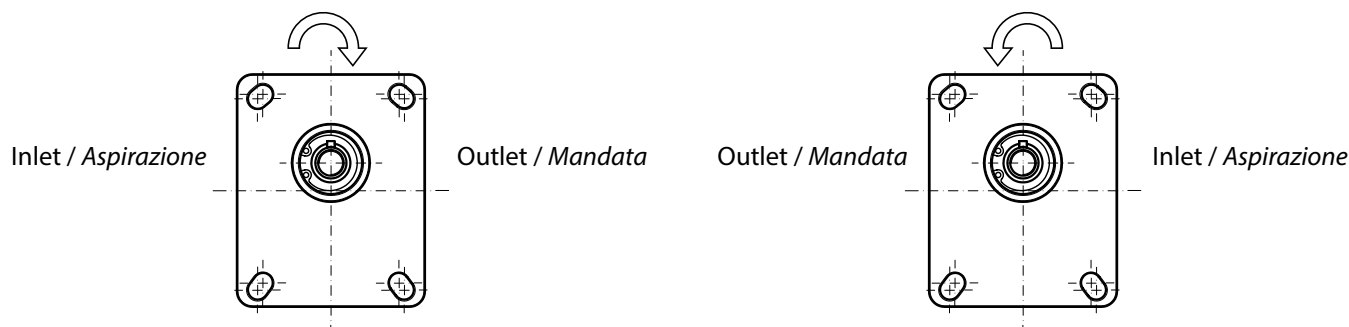 Inlet / Aspirazione
Outlet / Mandata
Outlet / Mandata
Inlet / Aspirazione